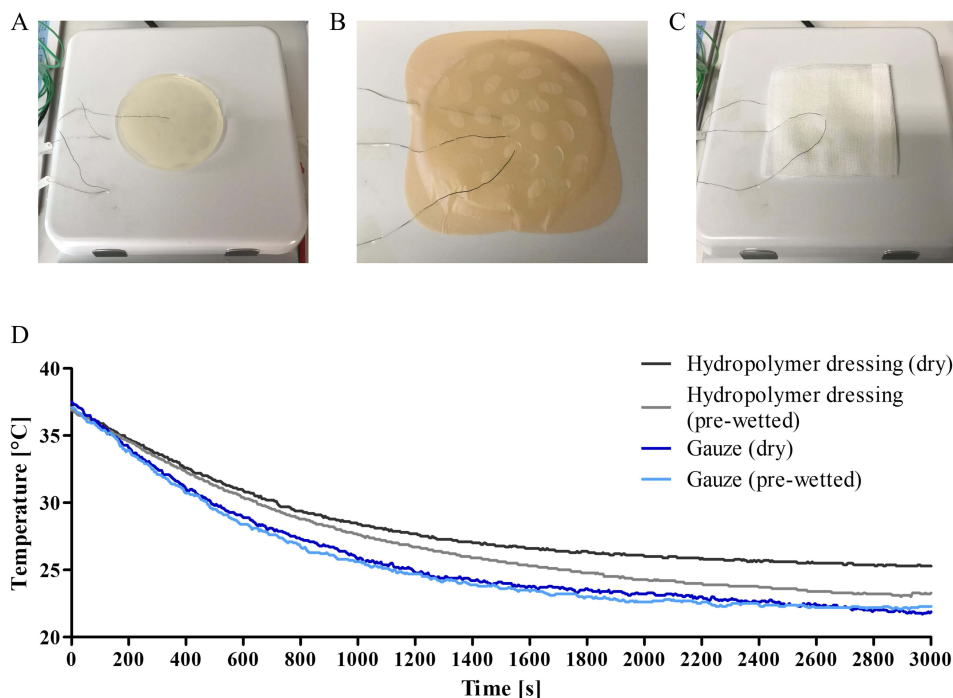 A
B
C
D
Temperature [°C]
40
35
30
25
20
0
200
400
600
800
1000
1200
1400
1600
1800
2000
2200
2400
2600
2800
3000
Time [s]
Hydropolymer dressing (dry)
Hydropolymer dressing
(pre-wetted)
Gauze (dry)
Gauze (pre-wetted)